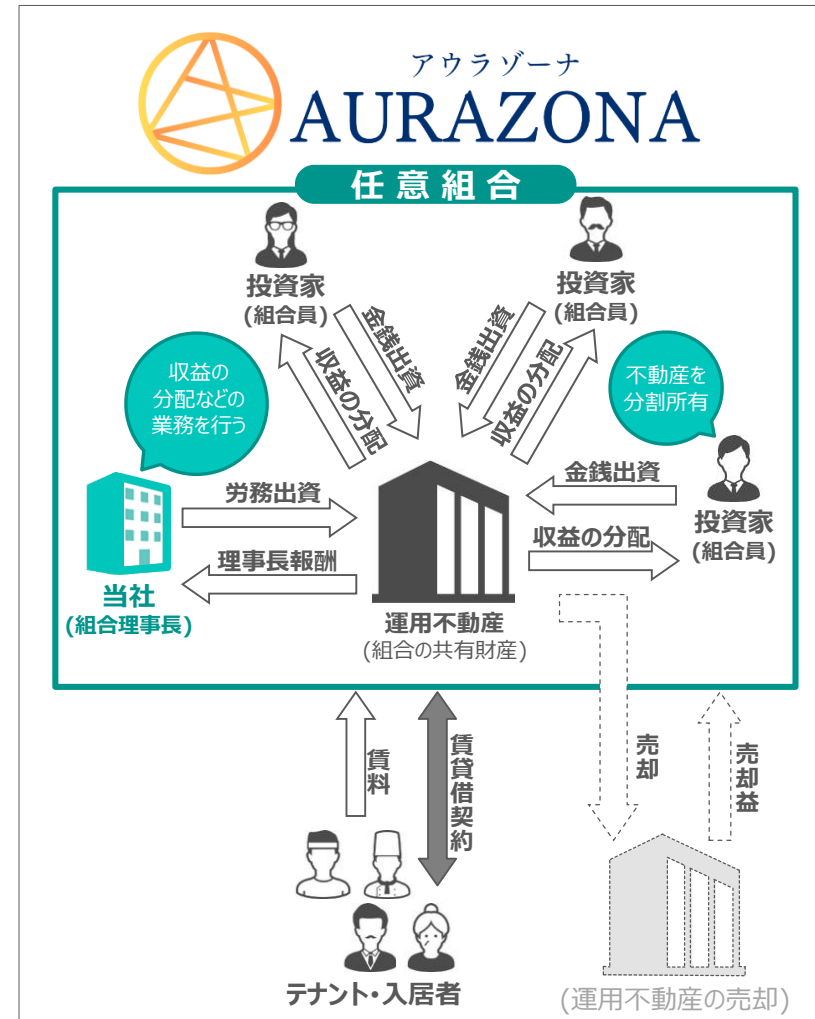 アウラゾーナ
AURAZONA
任意組合
投資家
(組合員)
投資家
(組合員)
金銭出資
収益の分配
金銭出資
収益の分配
収益の
分配などの
業務を行う
不動産を
分割所有
労務出資
理事長報酬
当社
(組合理事長)
金銭出資
収益の分配
投資家
(組合員)
運用不動産
(組合の共有財産)
賃料
賃貸借契約
売却
売却益
テナント・入居者
(運用不動産の売却)